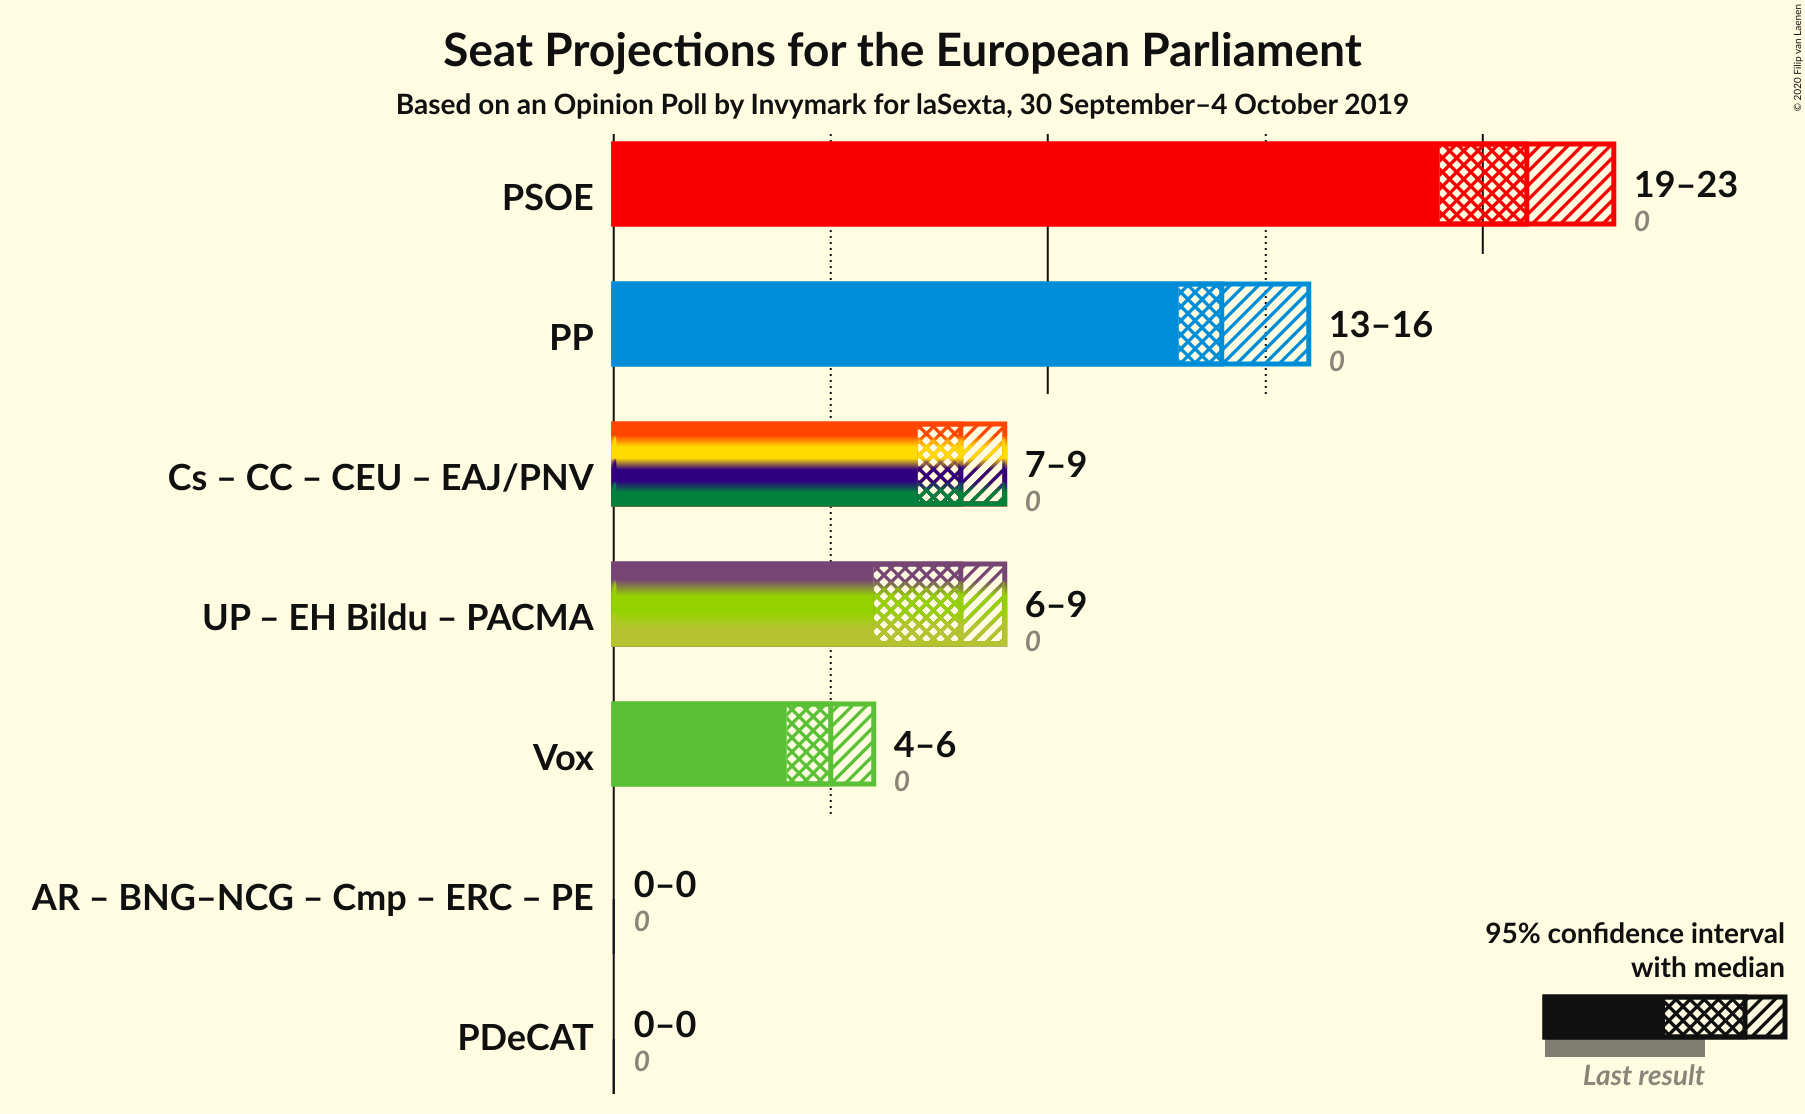 Seat Projections for the European Parliament
Based on an Opinion Poll by Invymark for laSexta, 30 September–4 October 2019
© 2020 Filip van Laenen
PSOE
19–23
0
PP
13–16
0
Cs – CC – CEU – EAJ/PNV
7–9
0
UP – EH Bildu – PACMA
6–9
0
Vox
4–6
0
AR – BNG–NCG – Cmp – ERC – PE
0–0
0
PDeCAT
0–0
0
95% confidence interval
with median
Last result